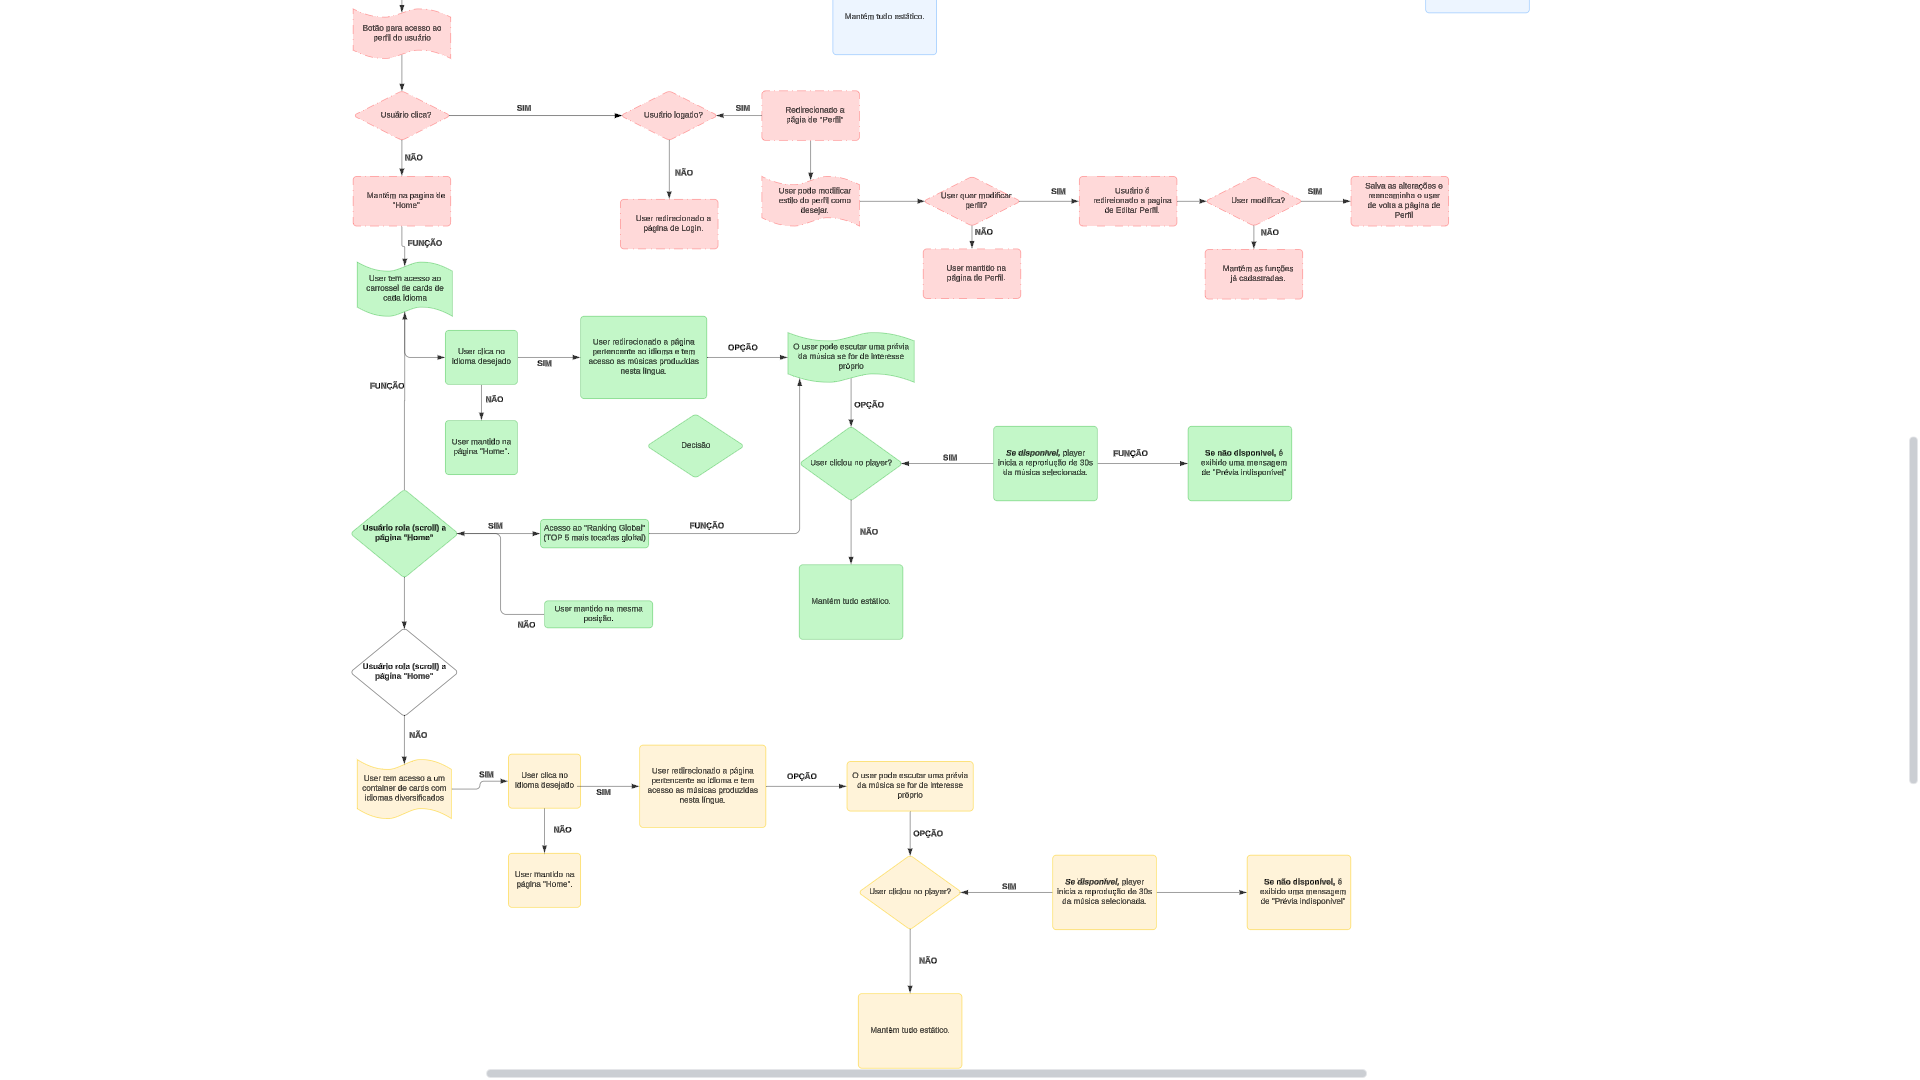 Mantém tudo estático.
Botão para acesso ao
perfil do usuário
Usuário clica?
SIM
Usuário logado?
SIM
Redirecionado a
págia de "Perfil"
NÃO
NÃO
Mantém na pagina de
"Home"
User redirecionado a
página de Login.
User pode modificar
estilo do perfil como
desejar.
User quer modificar
perfil?
SIM
Usuário é
redireionado a pagina
de Editar Perfil.
User modifica?
SIM
Salva as alterações e
reencaminha o user
de volta a página de
Perfil
NÃO
NÃO
User mantido na
página de Perfil.
Mantém as funções
já cadastradas.
FUNÇÃO
User tem acesso ao
carrossel de cards de
cada idioma
User clica no
idioma desejado
SIM
User redirecionado a página
pertencente ao idioma e tem
acesso as músicas produzidas
nesta língua.
OPÇÃO
O user pode escutar uma prévia
da música se for de interesse
próprio
FUNÇÃO
NÃO
OPÇÃO
User mantido na
página "Home".
Decisão
User clciou no player?
SIM
Se disponível, player
inicia a reprodução de 30s
da música selecionada.
FUNÇÃO
Se não disponível, é
exibido uma mensagem
de "Prévia indisponível"
Usuário rola (scroll) a
página "Home"
SIM
Acesso ao "Ranking Global"
(TOP 5 mais tocadas global)
FUNÇÃO
NÃO
User mantido na mesma
posição.
NÃO
Mantém tudo estático.
Usuário rola (scroll) a
página "Home"
NÃO
User tem acesso a um
container de cards com
idiomas diversificados
SIM
User clica no
idioma desejado
SIM
User redirecionado a página
pertencente ao idioma e tem
acesso as músicas produzidas
nesta língua.
OPÇÃO
O user pode escutar uma prévia
da música se for de interesse
próprio
NÃO
OPÇÃO
User mantido na
página "Home".
User clciou no player?
SIM
Se disponível, player
inicia a reprodução de 30s
da música selecionada.
Se não disponível, é
exibido uma mensagem
de "Prévia indisponível"
NÃO
Mantém tudo estático.